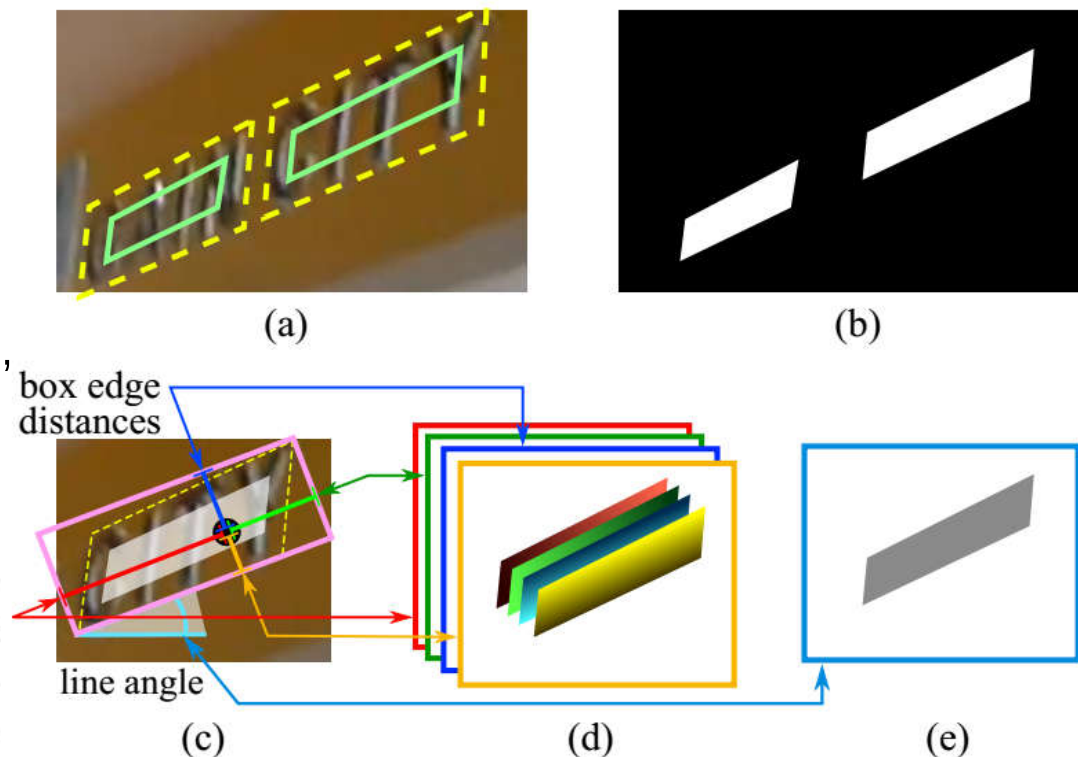 (a)
(b)
,
box edge
distances
line angle
(c)
(d)
(e)